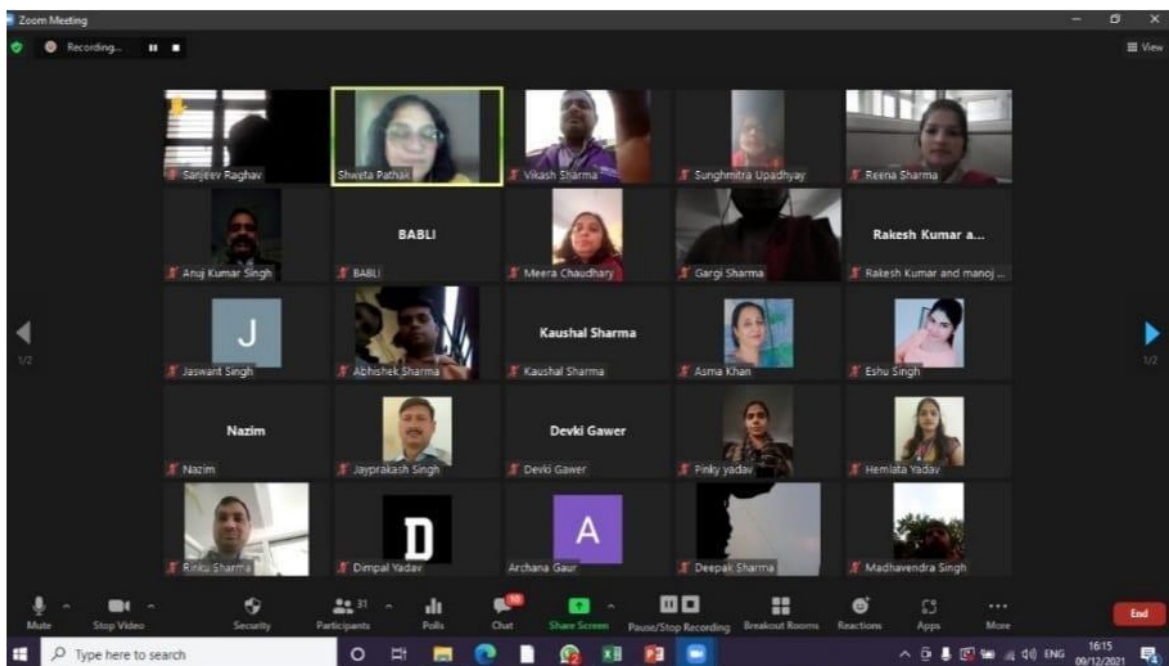 Zoom Meeting
Recording...
View
Sanjeev Raghav
Shweta Pathak
Vikash Sharma
Sunghmitra Upadhyay
Reena Sharma
BABLI
Rakesh Kumar a...
Anuj Kumar Singh
BABLI
Meera Chaudhary
Gargi Sharma
Rakesh Kumar and manoj ...
J
Kaushal Sharma
1/2
1/2
Jaswant Singh
Abhishek Sharma
Kaushal Sharma
Asma Khan
Eshu Singh
Nazim
Devki Gawer
Nazim
Jayprakash Singh
Devki Gawer
Pinky yadav
Hemlata Yadav
D
A
Rinku Sharma
Dimpal Yadav
Archana Gaur
Deepak Sharma
Madhavendra Singh
31
10
Mute
Stop Video
Security
Participants
Polls
Chat
Share Screen
Pause/Stop Recording
Breakout Rooms
Reactions
Apps
More
End
Type here to search
ENG
16:15
09/12/2021